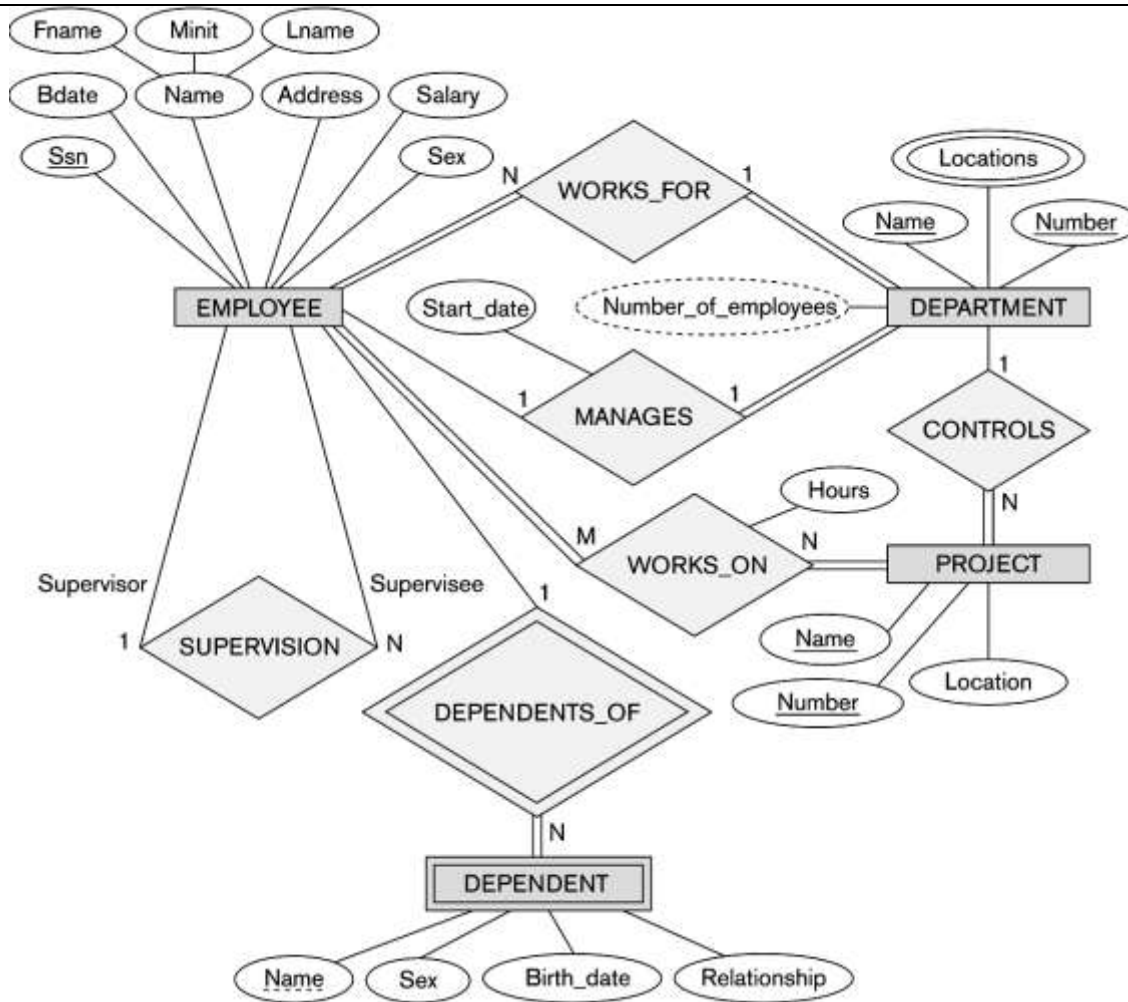 Fname
Minit
Lname
Bdate
Name
Address
Salary
Ssn
Sex
N
WORKS_FOR
1
Locations
Name
Number
EMPLOYEE
Start_date
Number_of_employees
DEPARTMENT
1
MANAGES
1
1
CONTROLS
N
Hours
M
WORKS_ON
N
PROJECT
Supervisor
Supervisee
1
SUPERVISION
N
1
Name
Number
Location
DEPENDENTS_OF
N
DEPENDENT
Name
Sex
Birth_date
Relationship